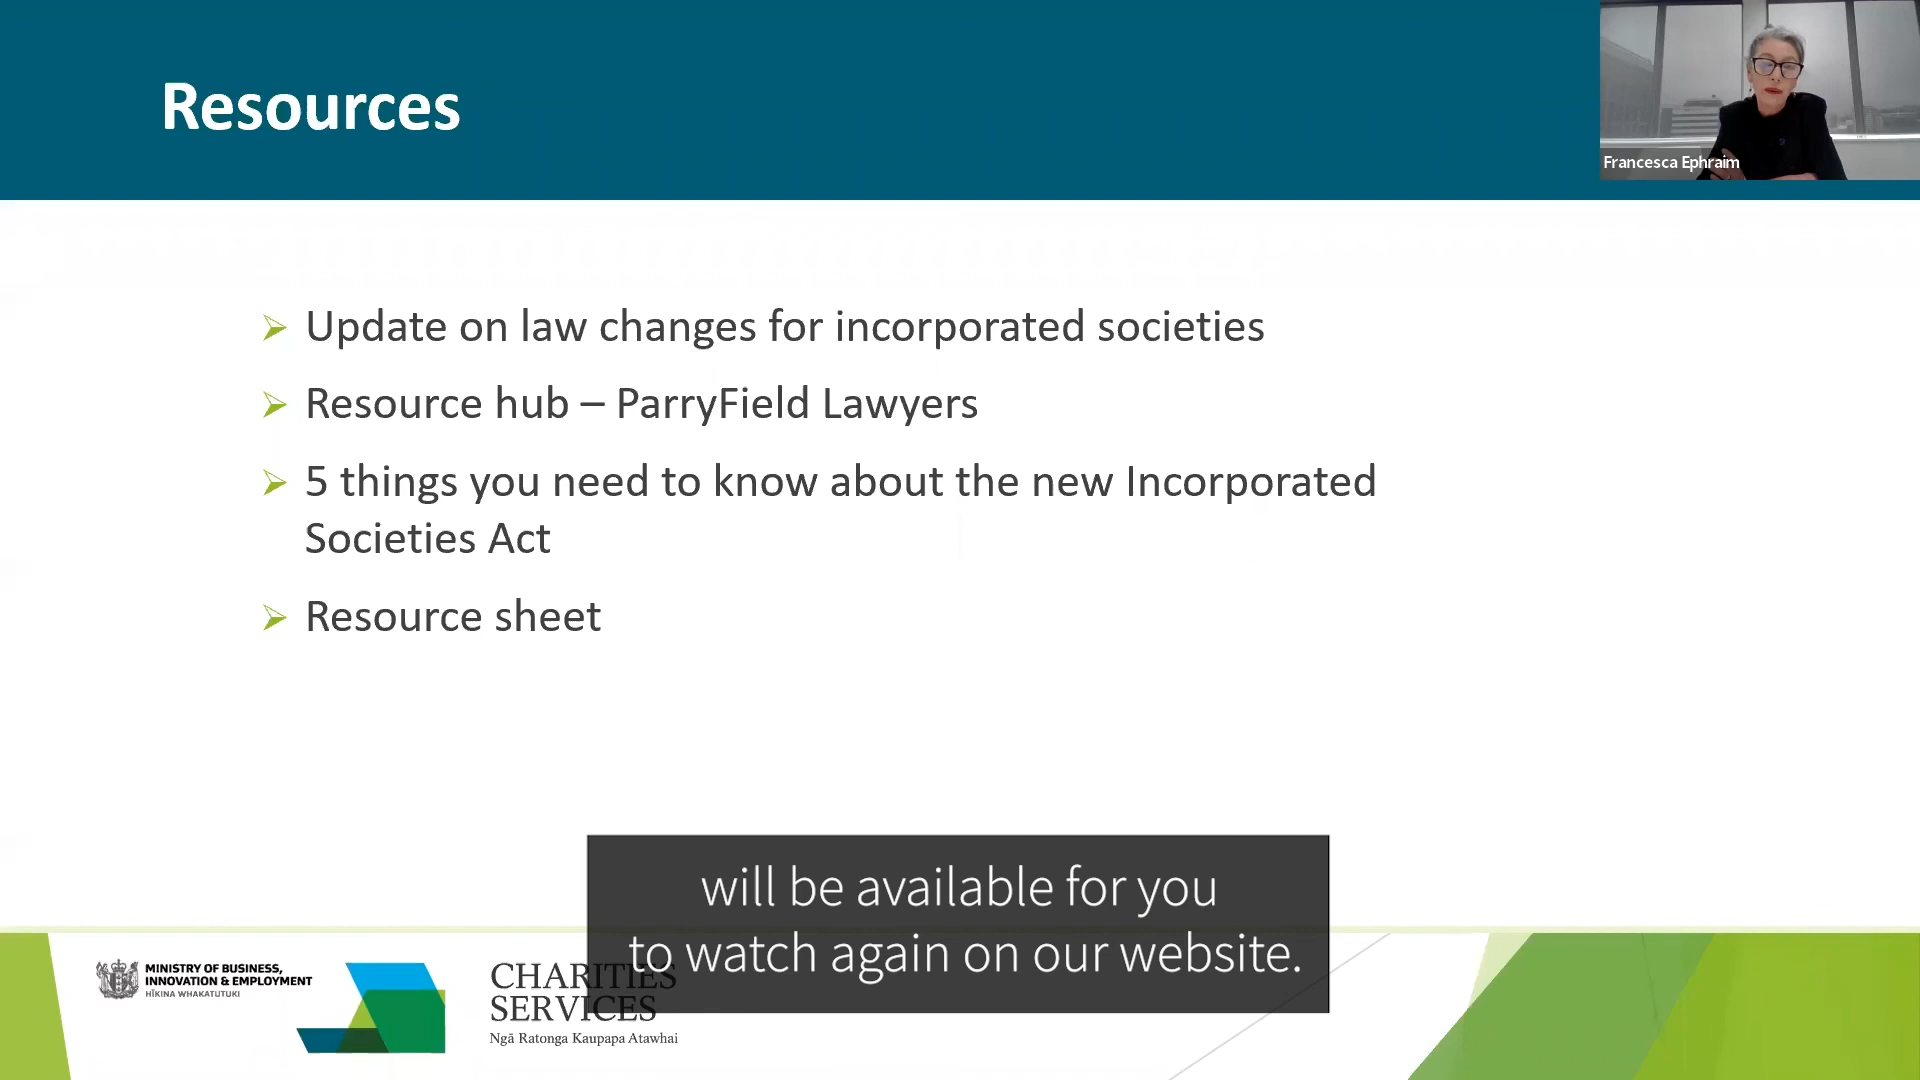 Resources
Francesca Ephraim
Update on law changes for incorporated societies
Resource hub – ParryField Lawyers
5 things you need to know about the new Incorporated
Societies Act
Resource sheet
will be available for you
to watch again on our website.
MINISTRY OF BUSINESS,
INNOVATION & EMPLOYMENT
HĪKINA WHAKATUTUKI
CHARITIES
SERVICES
Ngā Ratonga Kaupapa Atawhai